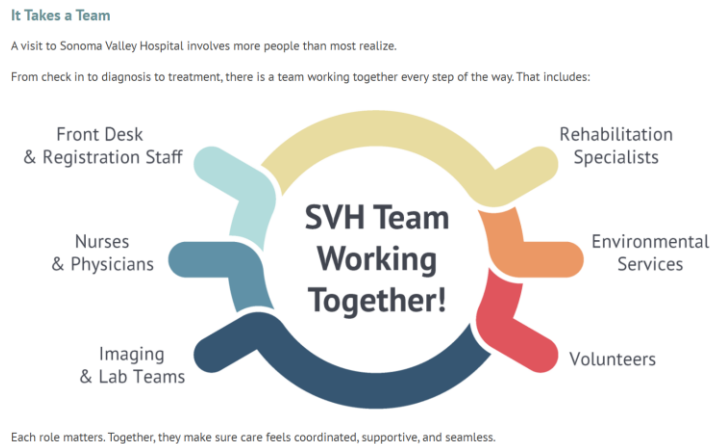 It Takes a Team
A visit to Sonoma Valley Hospital involves more people than most realize.
From check in to diagnosis to treatment, there is a team working together every step of the way. That includes:
Front Desk
& Registration Staff
Rehabilitation
Specialists
SVH Team
Working
Together!
Nurses
& Physicians
Environmental
Services
Imaging
& Lab Teams
Volunteers
Each role matters. Together, they make sure care feels coordinated, supportive, and seamless.